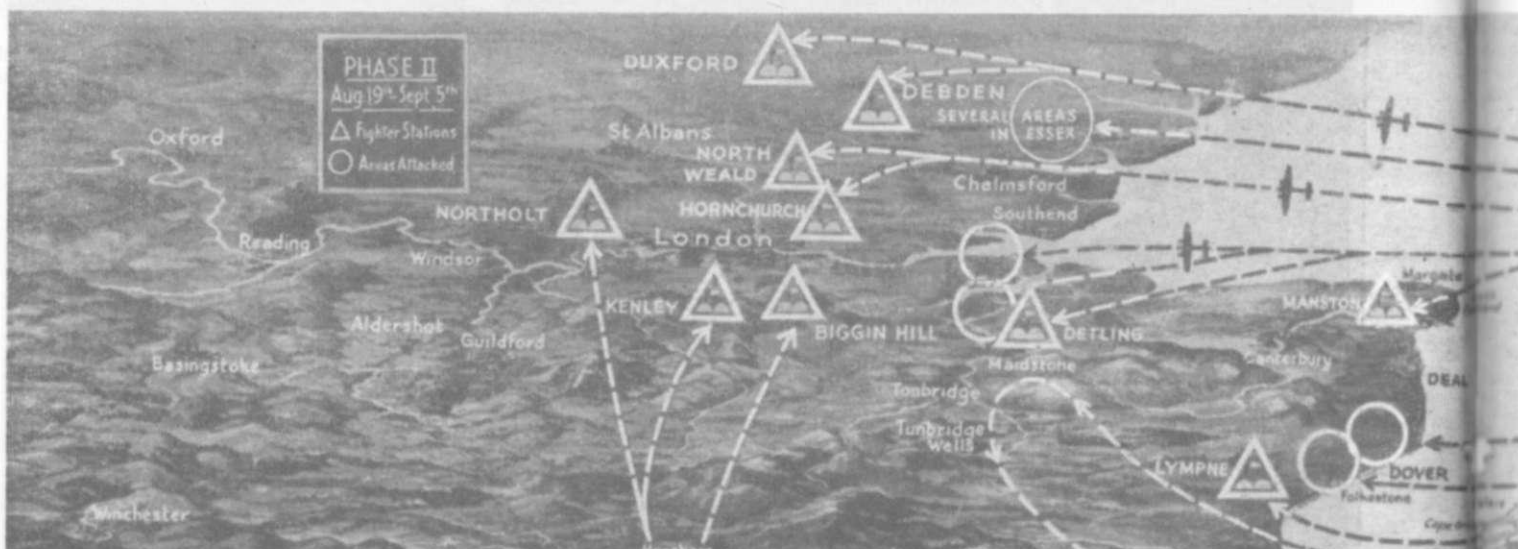 PHASE II
Aug 19th - Sept 5th
Fighter Stations
Areas Attacked
DUXFORD
DEBDEN
SEVERAL AREAS
IN ESSEX
Oxford
St Albans
NORTH
WEALD
Chelmsford
NORTHOLT
HORNCHURCH
Southend
London
Reading
Windsor
Margate
KENLEY
MANSTON
Aldershot
Guildford
BIGGIN HILL
DETLING
Basingstoke
Maidstone
Canterbury
DEAL
Tonbridge
Tunbridge
Wells
LYMPNE
DOVER
Folkestone
Winchester